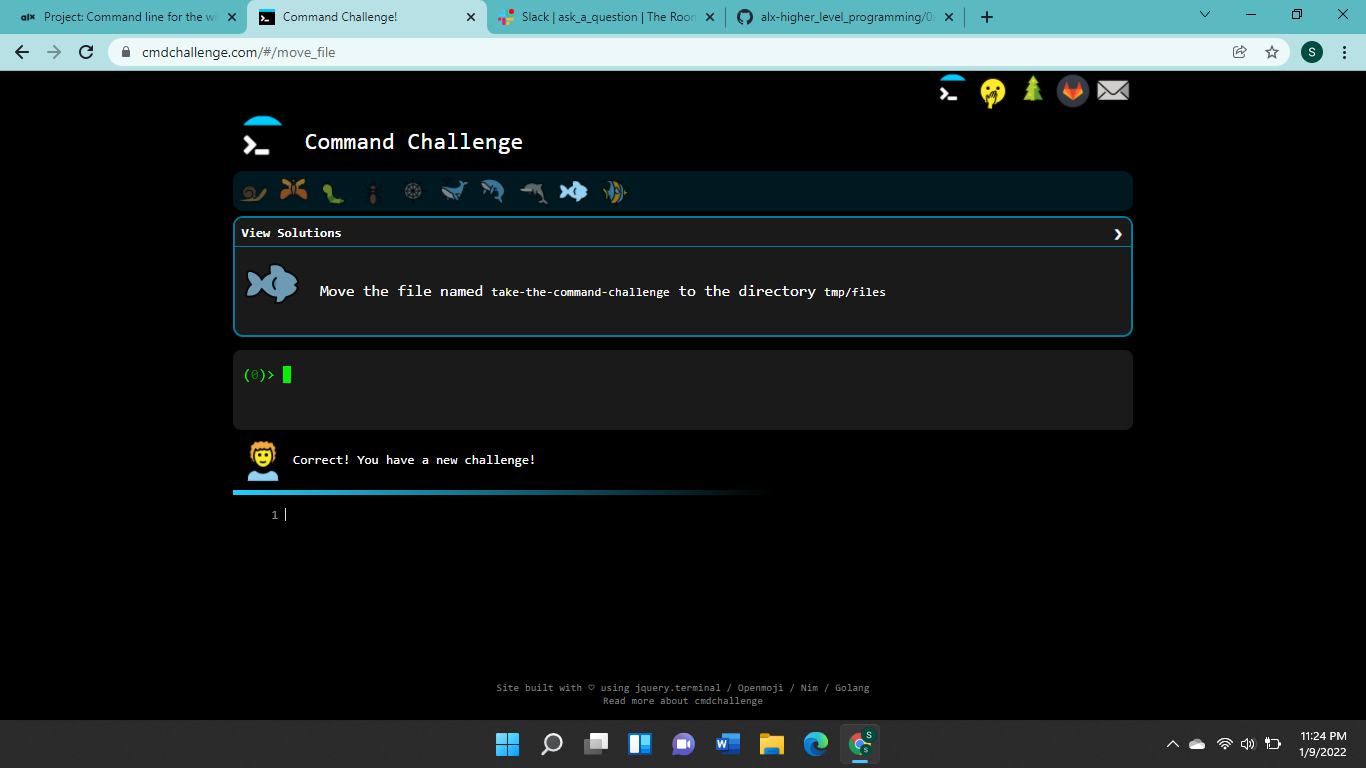 alx Project: Command line for the wi
Command Challenge!
Slack | ask_a_question | The Room
alx-higher_level_programming/0
cmdchallenge.com/#/move_file
S
Command Challenge
View Solutions
Move the file named take-the-command-challenge to the directory tmp/files
(0)>
Correct! You have a new challenge!
1
Site built with ♡ using jquery.terminal / Openmoji / Nim / Golang
Read more about cmdchallenge
11:24 PM
1/9/2022